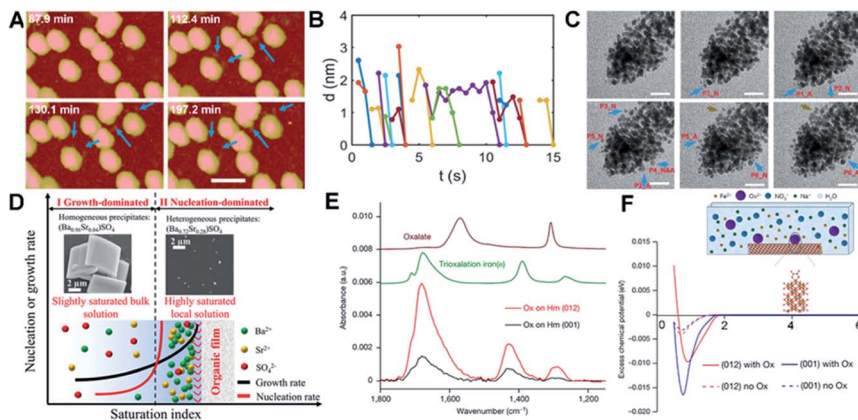 A
87.9 min
112.4 min
130.1 min
197.2 min
B
d (nm)
4
3
2
1
0
0
5
10
15
t (s)
C
P1_N
P1_A
P2_N
P3_N
P5_N
P4_N&A
P3_A
P5_A
P6_N
P6_A
D
I Growth-dominated
II Nucleation-dominated
Homogeneous precipitates:
Heterogeneous precipitates:
2 µm
2 µm
Slightly saturated bulk
solution
Highly saturated
local solution
Organic film
Ba²⁺
Sr²⁺
SO₄²⁻
Growth rate
Nucleation rate
Nucleation or growth rate
Saturation index
E
Absorbance (a.u.)
0.010
0.008
0.006
0.004
0.002
0
Oxalate
Trioxalation iron(III)
Ox on Hm (012)
Ox on Hm (001)
1,800
1,600
1,400
1,200
Wavenumber (cm⁻¹)
F
Fe²⁺
Ox²⁻
NO₃⁻
Na⁺
H₂O
Excess chemical potential (eV)
0.015
0.010
0.005
0
−0.005
−0.010
−0.015
−0.020
0
2
4
6
(012) with Ox
(001) with Ox
(012) no Ox
(001) no Ox